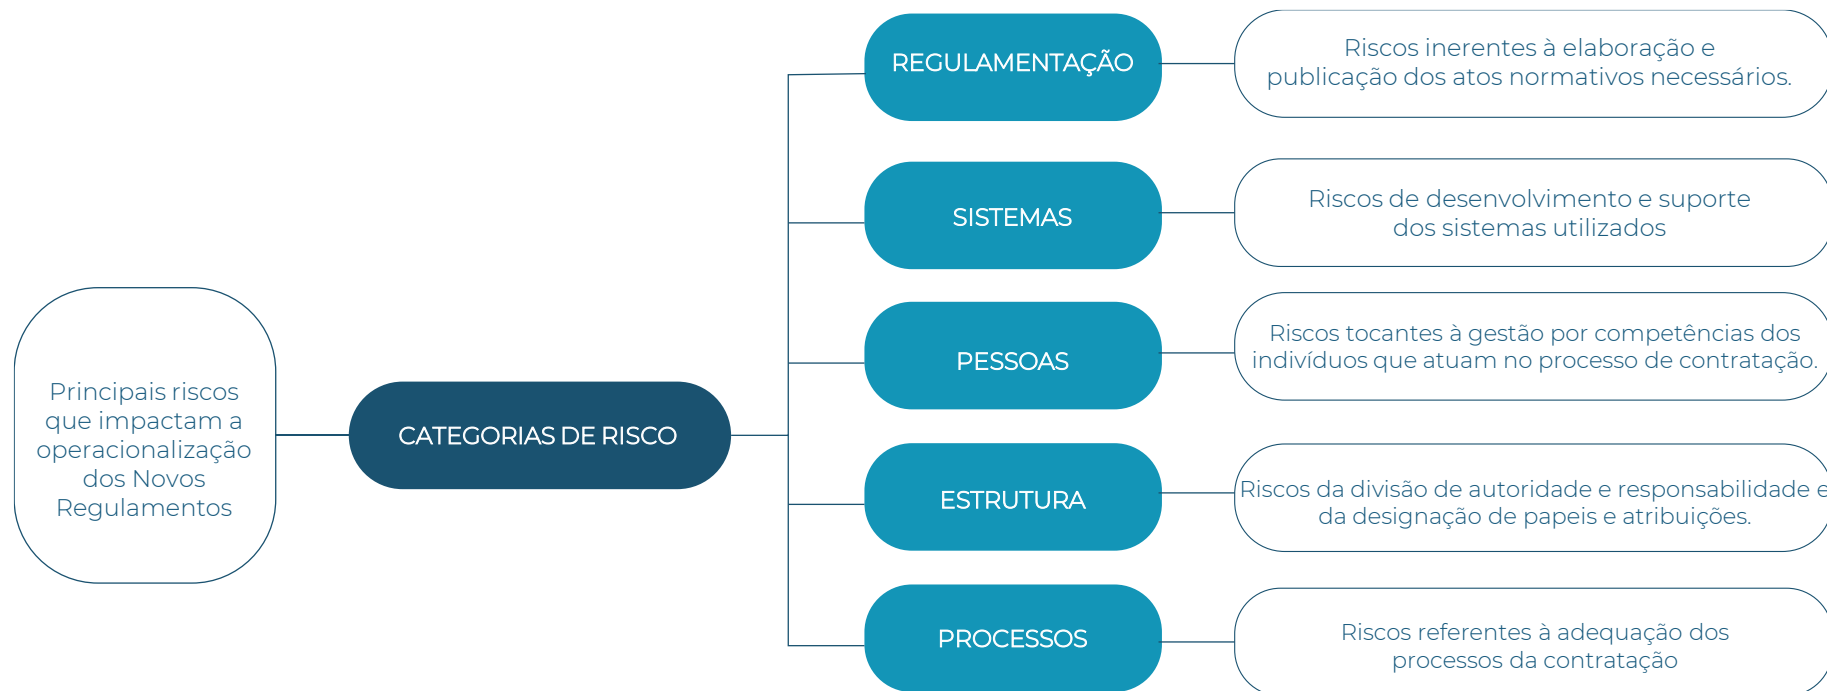 Principais riscos
que impactam a
operacionalização
dos Novos
Regulamentos
CATEGORIAS DE RISCO
REGULAMENTAÇÃO
Riscos inerentes à elaboração e
publicação dos atos normativos necessários.
SISTEMAS
Riscos de desenvolvimento e suporte
dos sistemas utilizados
PESSOAS
Riscos tocantes à gestão por competências dos
indivíduos que atuam no processo de contratação.
ESTRUTURA
Riscos da divisão de autoridade e responsabilidade e
da designação de papeis e atribuições.
PROCESSOS
Riscos referentes à adequação dos
processos da contratação